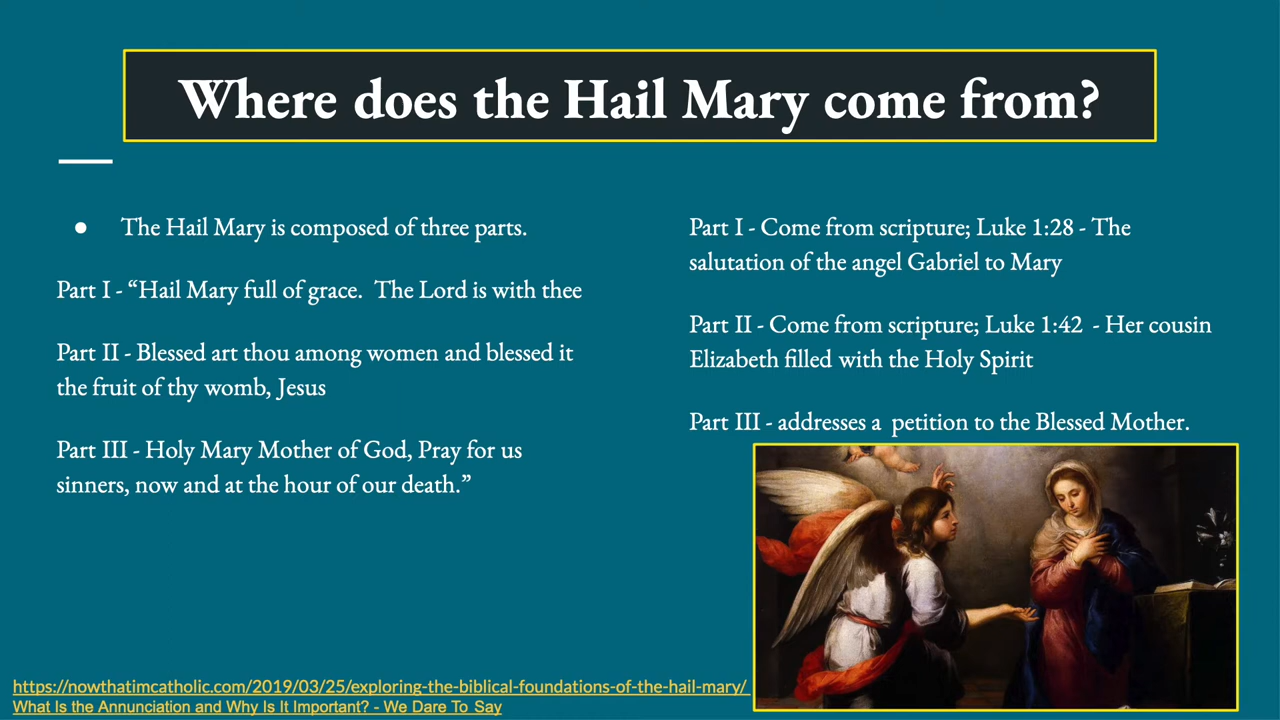 Where does the Hail Mary come from?
● The Hail Mary is composed of three parts.
Part I - “Hail Mary full of grace.  The Lord is with thee
Part II - Blessed art thou among women and blessed it
the fruit of thy womb, Jesus
Part III - Holy Mary Mother of God, Pray for us
sinners, now and at the hour of our death.”
Part I - Come from scripture; Luke 1:28 - The
salutation of the angel Gabriel to Mary
Part II - Come from scripture; Luke 1:42  - Her cousin
Elizabeth filled with the Holy Spirit
Part III - addresses a  petition to the Blessed Mother.
https://nowthatimcatholic.com/2019/03/25/exploring-the-biblical-foundations-of-the-hail-mary/
What Is the Annunciation and Why Is It Important? - We Dare To Say